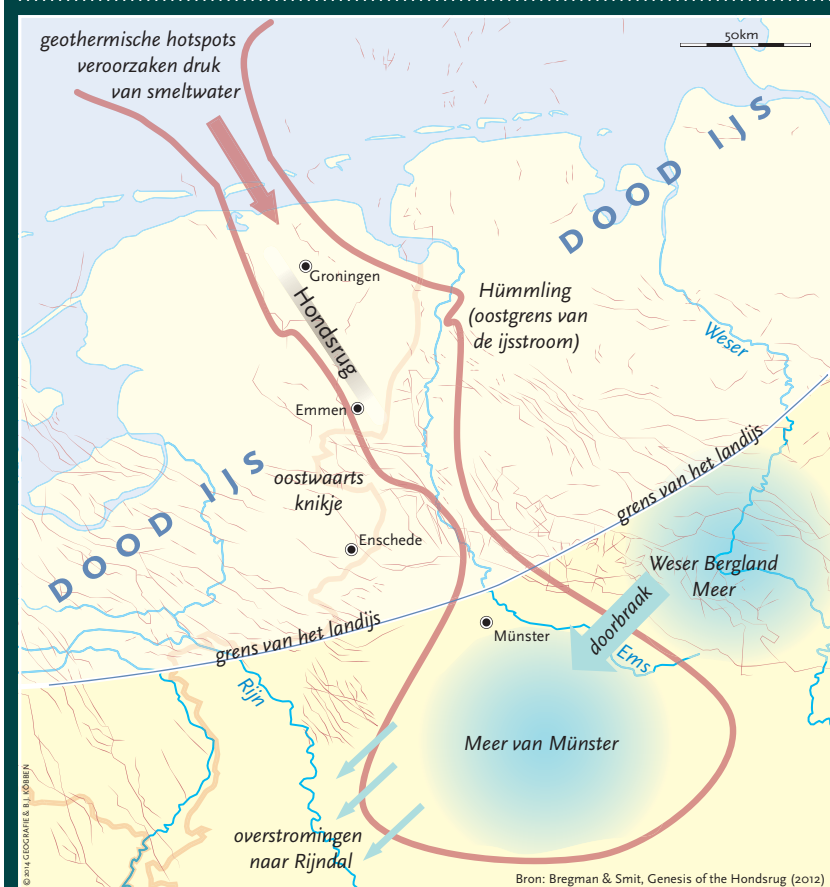 geothermische hotspots
veroorzaken druk
van smeltwater
50km
DOOD IJS
Groningen
Hondsrug
Hümmling
(oostgrens van
de ijsstroom)
Weser
Emmen
DOOD IJS
oostwaarts
knikje
grens van het landijs
Enschede
Weser Bergland
Meer
doorbraak
grens van het landijs
Münster
Ems
Rijn
Meer van Münster
overstromingen
naar Rijndal
© 2014 GEOGRAFIE & B.J. KÖBBEN
Bron: Bregman & Smit, Genesis of the Hondsrug (2012)